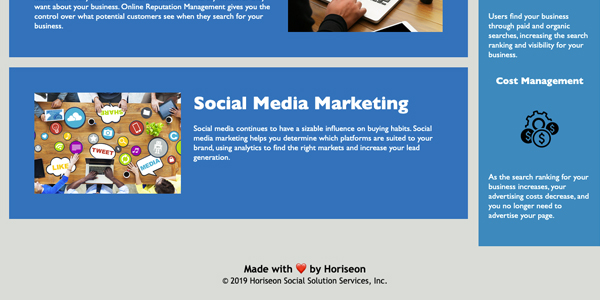 want about your business. Online Reputation Management gives you the
control over what potential customers see when they search for your
business.
Social Media Marketing
Social media continues to have a sizable influence on buying habits. Social
media marketing helps you determine which platforms are suited to your
brand, using analytics to find the right markets and increase your lead
generation.
SHARE
LIKE
TWEET
MEDIA
Users find your business
through paid and organic
searches, increasing the search
ranking and visibility for your
business.
Cost Management
As the search ranking for your
business increases, your
advertising costs decrease, and
you no longer need to
advertise your page.
Made with ❤️ by Horiseon
© 2019 Horiseon Social Solution Services, Inc.